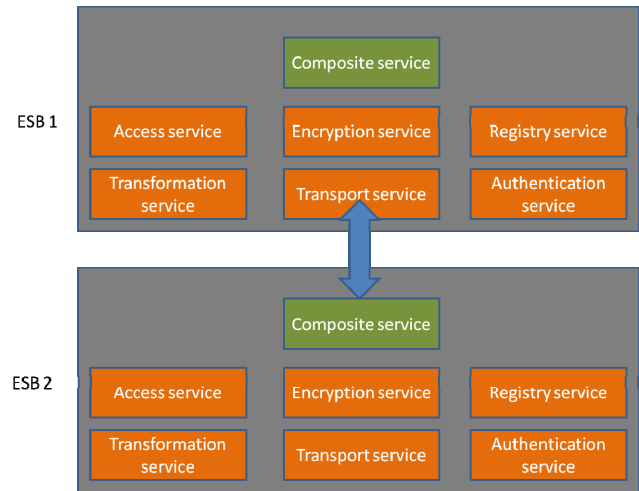 Composite service
ESB 1
Access service
Encryption service
Registry service
Transformation
service
Transport service
Authentication
service
Composite service
ESB 2
Access service
Encryption service
Registry service
Transformation
service
Transport service
Authentication
service